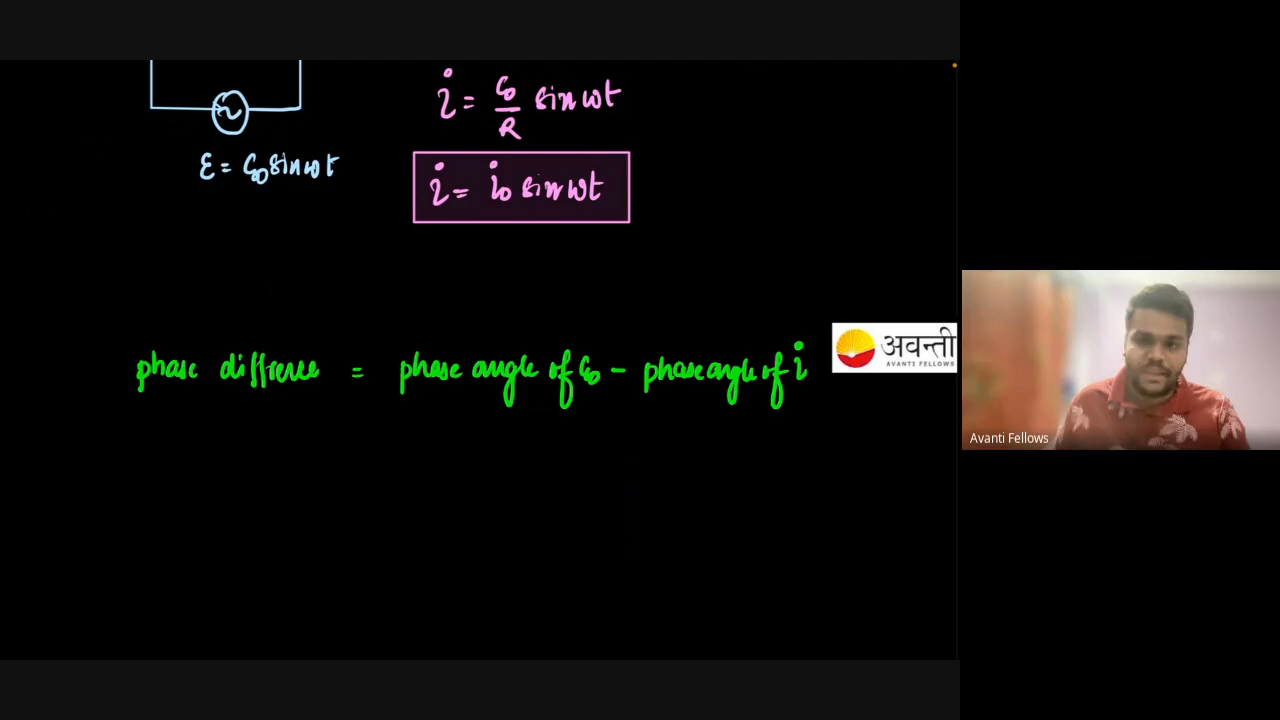 i = ε₀/R sin ωt
ε = ε₀ sin ωt
i = i₀ sin ωt
phase difference = phase angle of ε₀ - phase angle of i
अवन्ती
AVANTI FELLOWS
Avanti Fellows